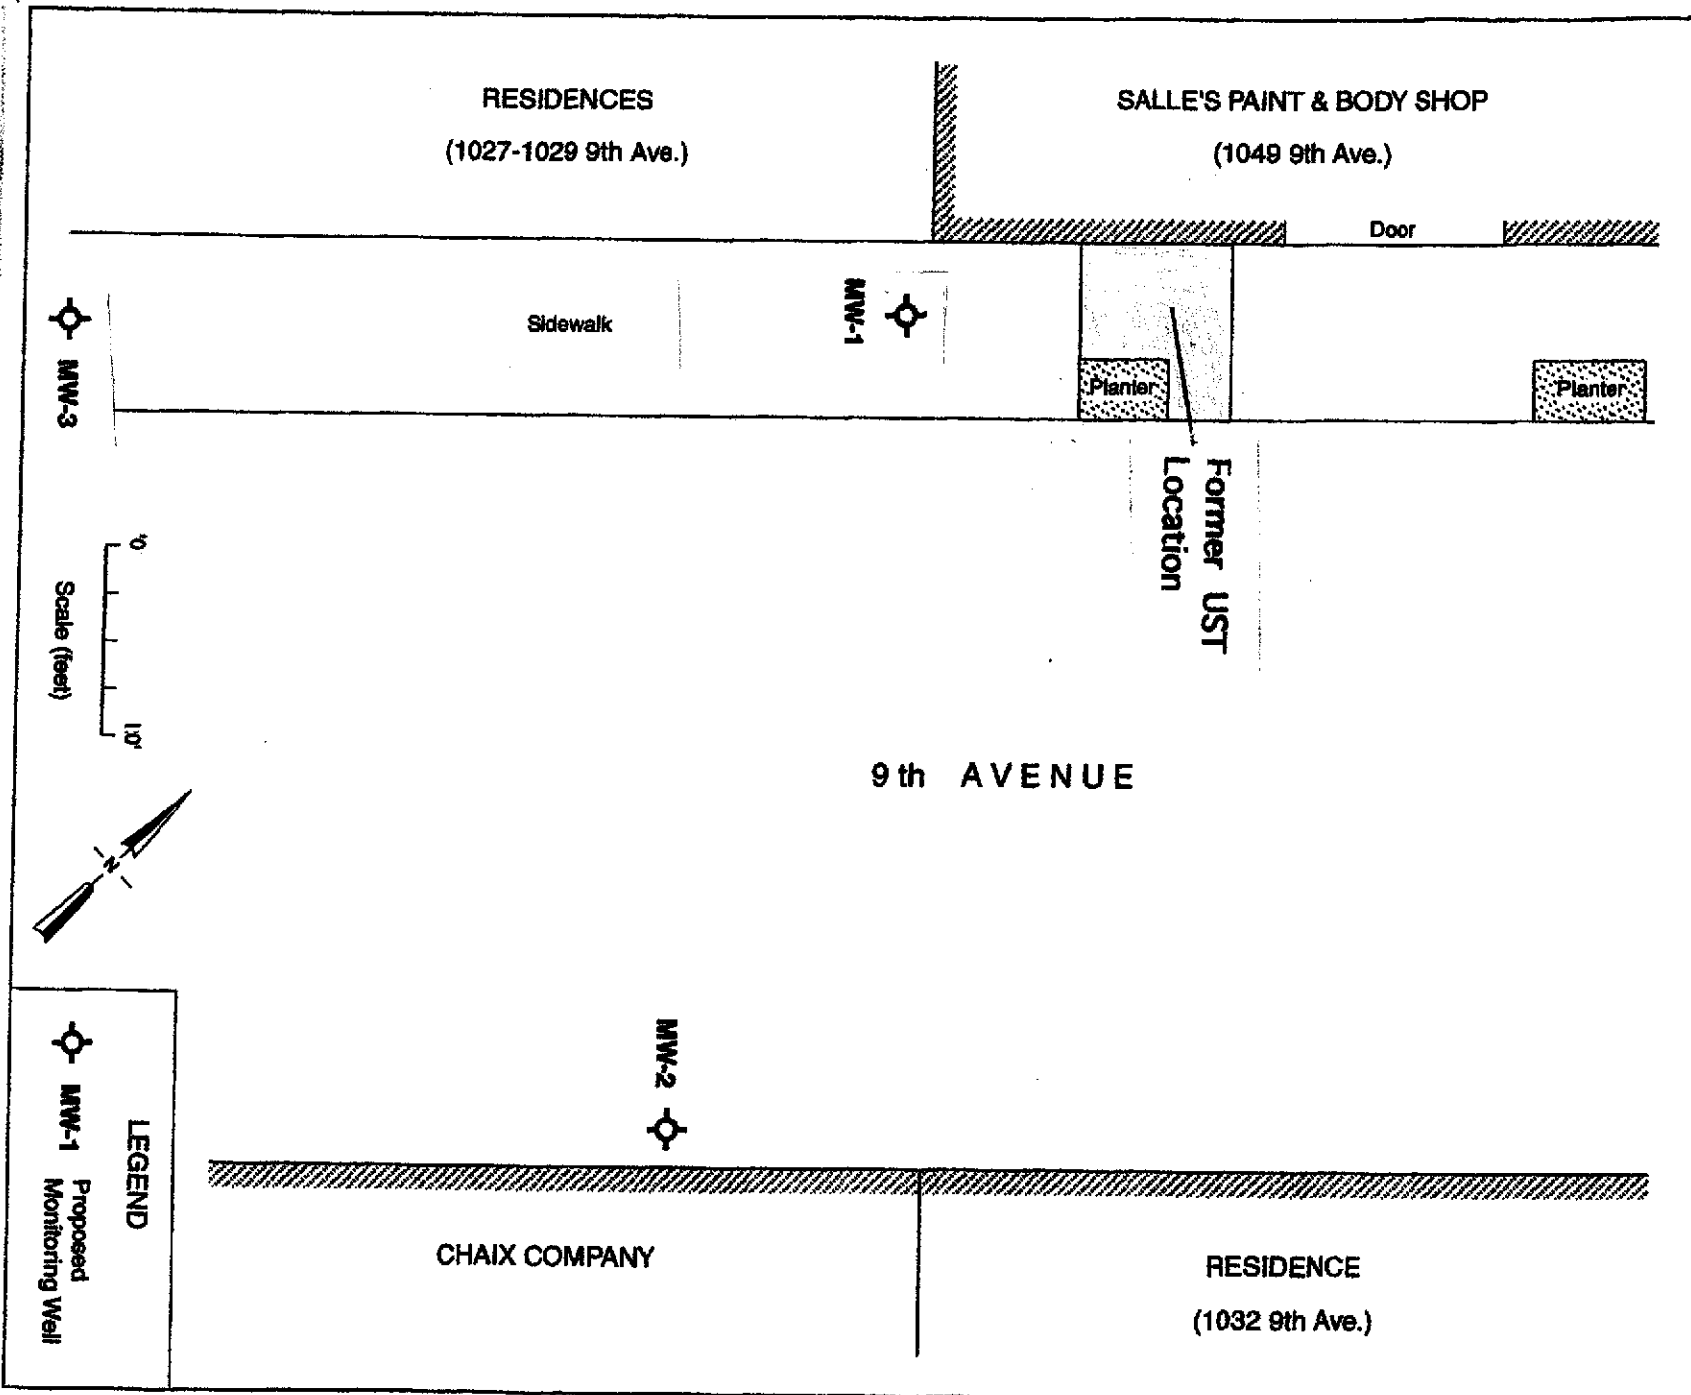 RESIDENCES
(1027-1029 9th Ave.)
SALLE'S PAINT & BODY SHOP
(1049 9th Ave.)
Door
Sidewalk
MW-1
MW-3
Planter
Planter
Former UST
Location
0'
10'
Scale (feet)
9th AVENUE
N
MW-2
LEGEND
MW-1 Proposed
Monitoring Well
CHAIX COMPANY
RESIDENCE
(1032 9th Ave.)